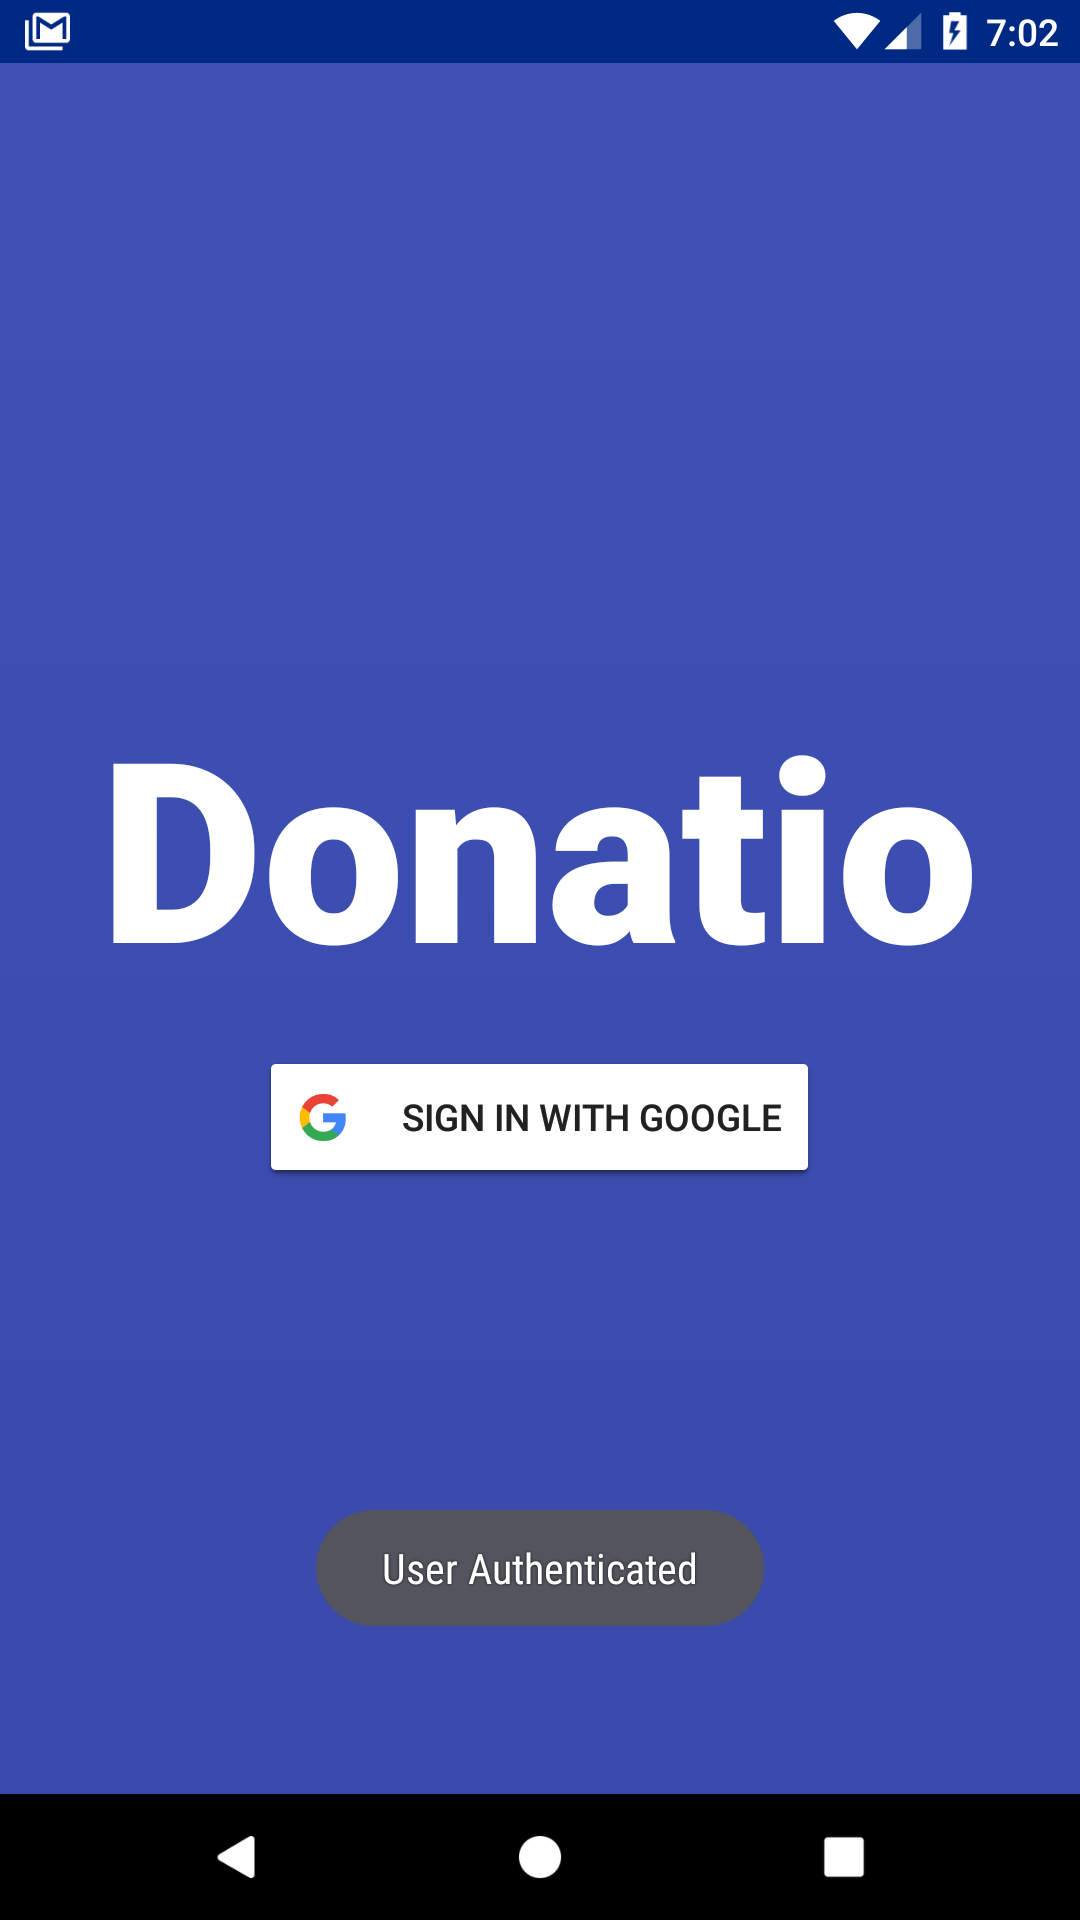 7:02
Donatio
SIGN IN WITH GOOGLE
User Authenticated